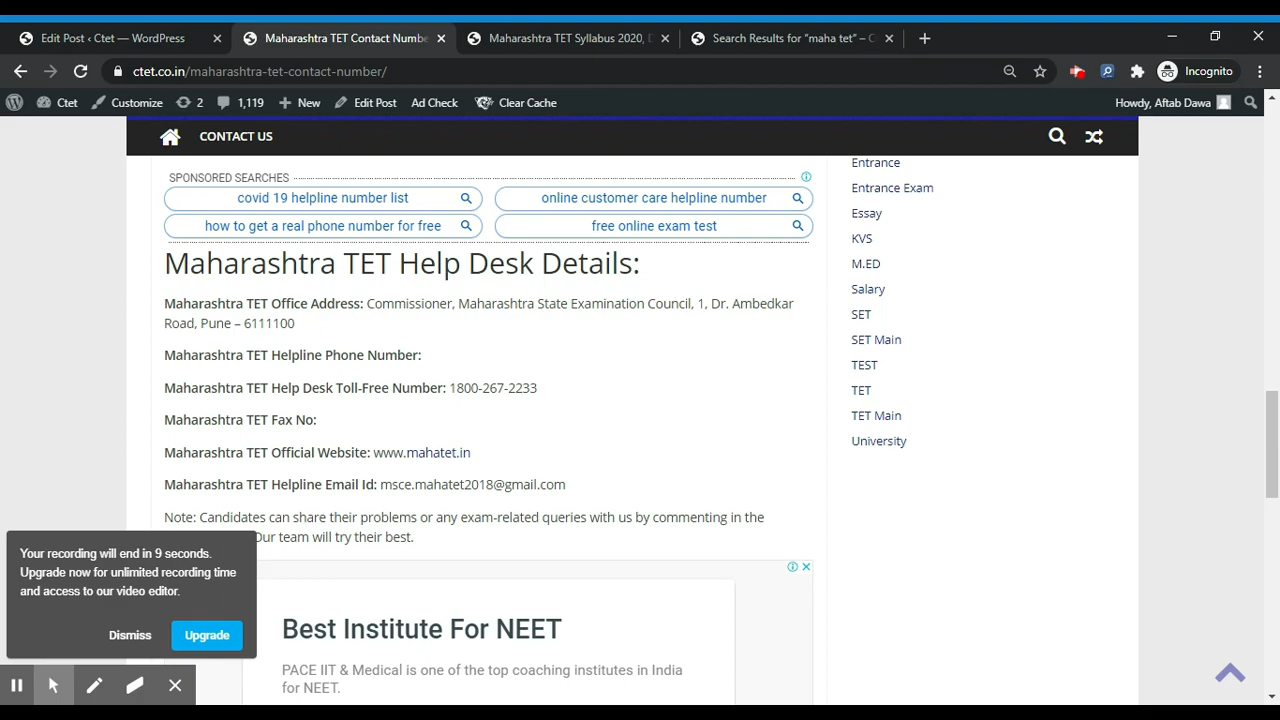 Edit Post ‹ Ctet — WordPress
Maharashtra TET Contact Numbe
Maharashtra TET Syllabus 2020, D
Search Results for “maha tet” – C
ctet.co.in/maharashtra-tet-contact-number/
Incognito
Ctet
Customize
2
1,119
New
Edit Post
Ad Check
Clear Cache
Howdy, Aftab Dawa
CONTACT US
SPONSORED SEARCHES
covid 19 helpline number list
online customer care helpline number
how to get a real phone number for free
free online exam test
Maharashtra TET Help Desk Details:
Maharashtra TET Office Address: Commissioner, Maharashtra State Examination Council, 1, Dr. Ambedkar
Road, Pune – 6111100
Maharashtra TET Helpline Phone Number:
Maharashtra TET Help Desk Toll-Free Number: 1800-267-2233
Maharashtra TET Fax No:
Maharashtra TET Official Website: www.mahatet.in
Maharashtra TET Helpline Email Id: msce.mahatet2018@gmail.com
Note: Candidates can share their problems or any exam-related queries with us by commenting in the
Our team will try their best.
Entrance
Entrance Exam
Essay
KVS
M.ED
Salary
SET
SET Main
TEST
TET
TET Main
University
Your recording will end in 9 seconds.
Upgrade now for unlimited recording time
and access to our video editor.
Dismiss
Upgrade
Best Institute For NEET
PACE IIT & Medical is one of the top coaching institutes in India
for NEET.